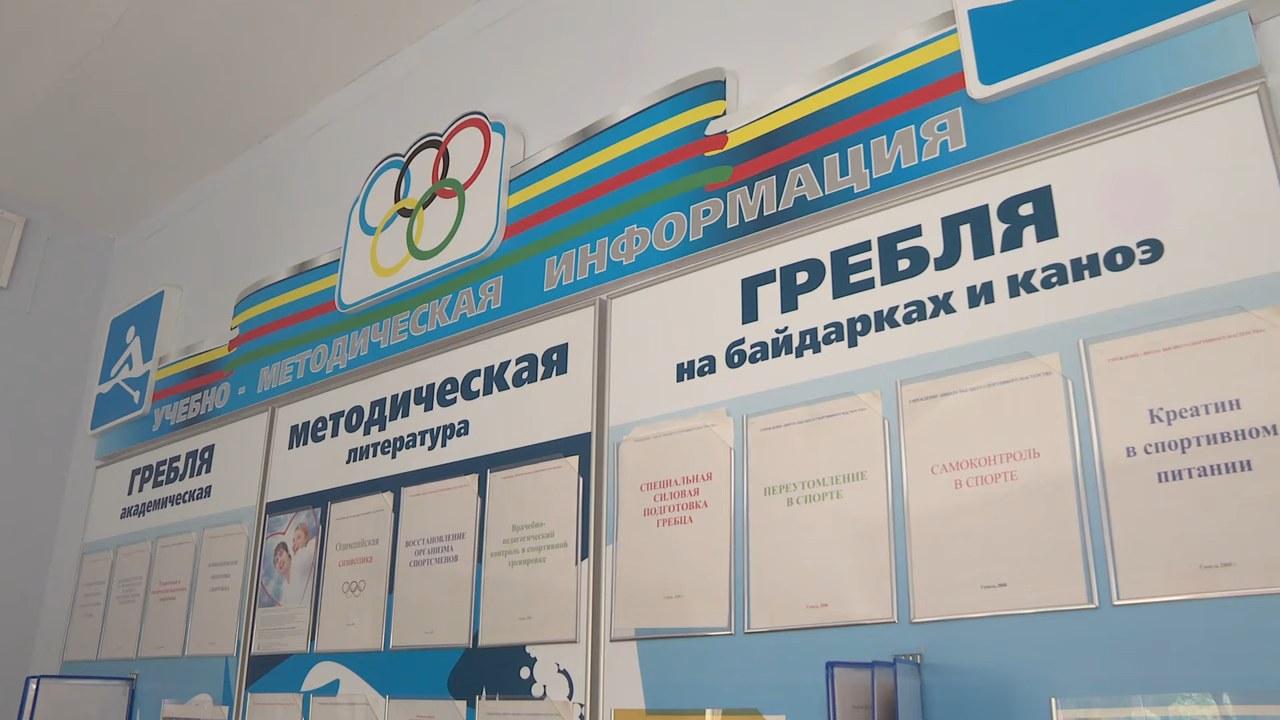 УЧЕБНО - МЕТОДИЧЕСКАЯ ИНФОРМАЦИЯ
ГРЕБЛЯ
академическая
методическая
литература
Олимпийская
символика
ВОССТАНОВЛЕНИЕ
ОРГАНИЗМА
СПОРТСМЕНОВ
Врачебно-
педагогический
контроль в спортивной
тренировке
ГРЕБЛЯ
на байдарках и каноэ
СПЕЦИАЛЬНАЯ
СИЛОВАЯ
ПОДГОТОВКА
ГРЕБЦА
ПЕРЕУТОМЛЕНИЕ
В СПОРТЕ
САМОКОНТРОЛЬ
В СПОРТЕ
Креатин
в спортивном
питании